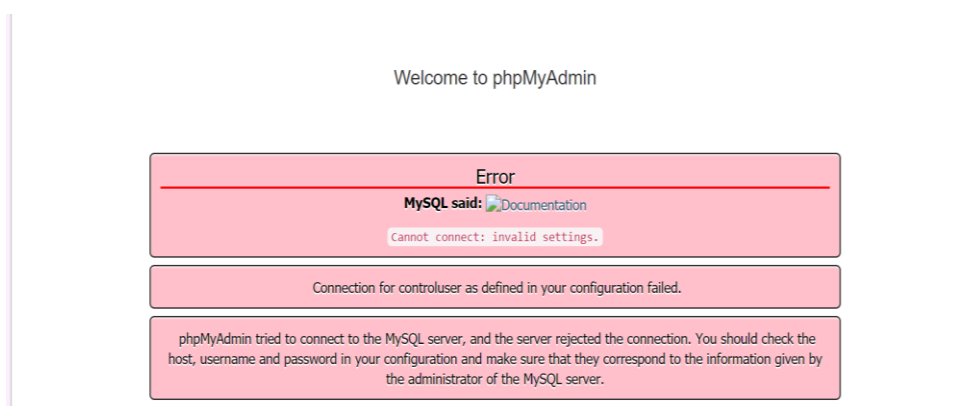 Welcome to phpMyAdmin
Error
MySQL said: Documentation
Cannot connect: invalid settings.
Connection for controluser as defined in your configuration failed.
phpMyAdmin tried to connect to the MySQL server, and the server rejected the connection. You should check the
host, username and password in your configuration and make sure that they correspond to the information given by
the administrator of the MySQL server.